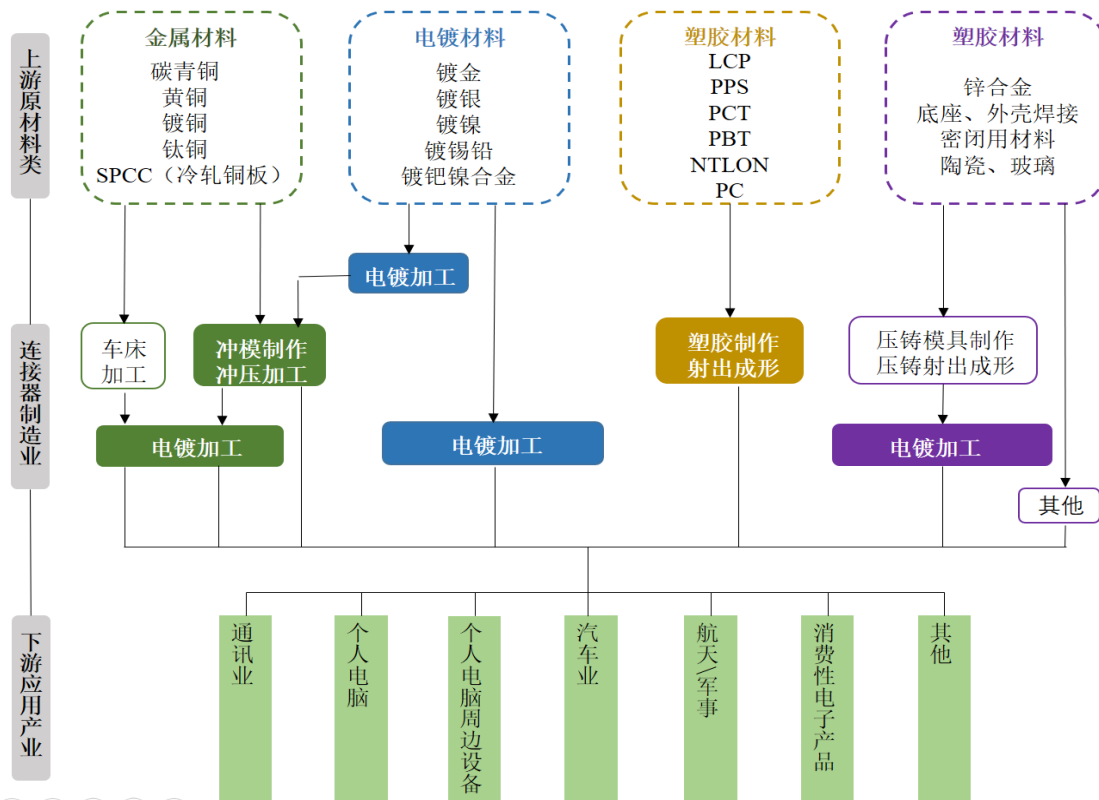 上游原材料类
金属材料
碳青铜
黄铜
镀铜
钛铜
SPCC（冷轧铜板）
电镀材料
镀金
镀银
镀镍
镀锡铅
镀钯镍合金
塑胶材料
LCP
PPS
PCT
PBT
NTLON
PC
塑胶材料
锌合金
底座、外壳焊接
密闭用材料
陶瓷、玻璃
连接器制造业
电镀加工
车床
加工
冲模制作
冲压加工
塑胶制作
射出成形
压铸模具制作
压铸射出成形
电镀加工
电镀加工
电镀加工
其他
下游应用产业
通讯业
个人电脑
个人电脑周边设备
汽车业
航天\军事
消费性电子产品
其他